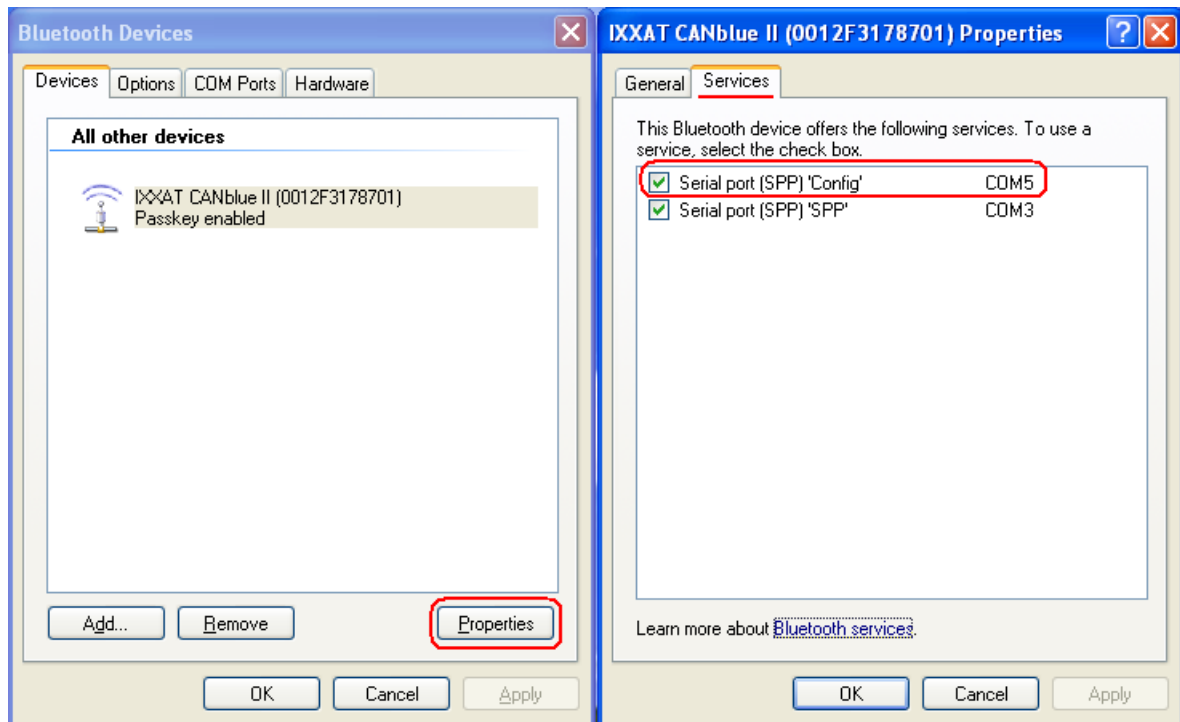 Bluetooth Devices
Devices Options COM Ports Hardware
All other devices
IXXAT CANblue II (0012F3178701)
Passkey enabled
Add... Remove Properties
OK Cancel Apply
IXXAT CANblue II (0012F3178701) Properties
General Services
This Bluetooth device offers the following services. To use a
service, select the check box.
Serial port (SPP) 'Config' COM5
Serial port (SPP) 'SPP' COM3
Learn more about Bluetooth services.
OK Cancel Apply